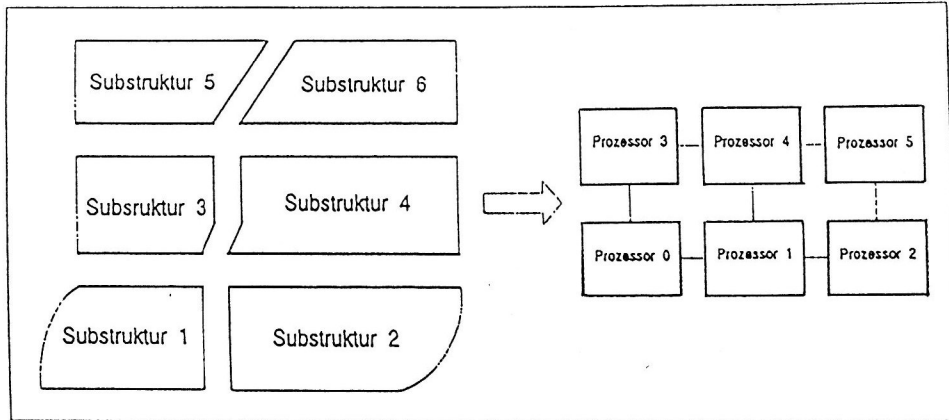 Substruktur 5
Substruktur 6
Subsruktur 3
Substruktur 4
Substruktur 1
Substruktur 2
Prozessor 3
Prozessor 4
Prozessor 5
Prozessor 0
Prozessor 1
Prozessor 2